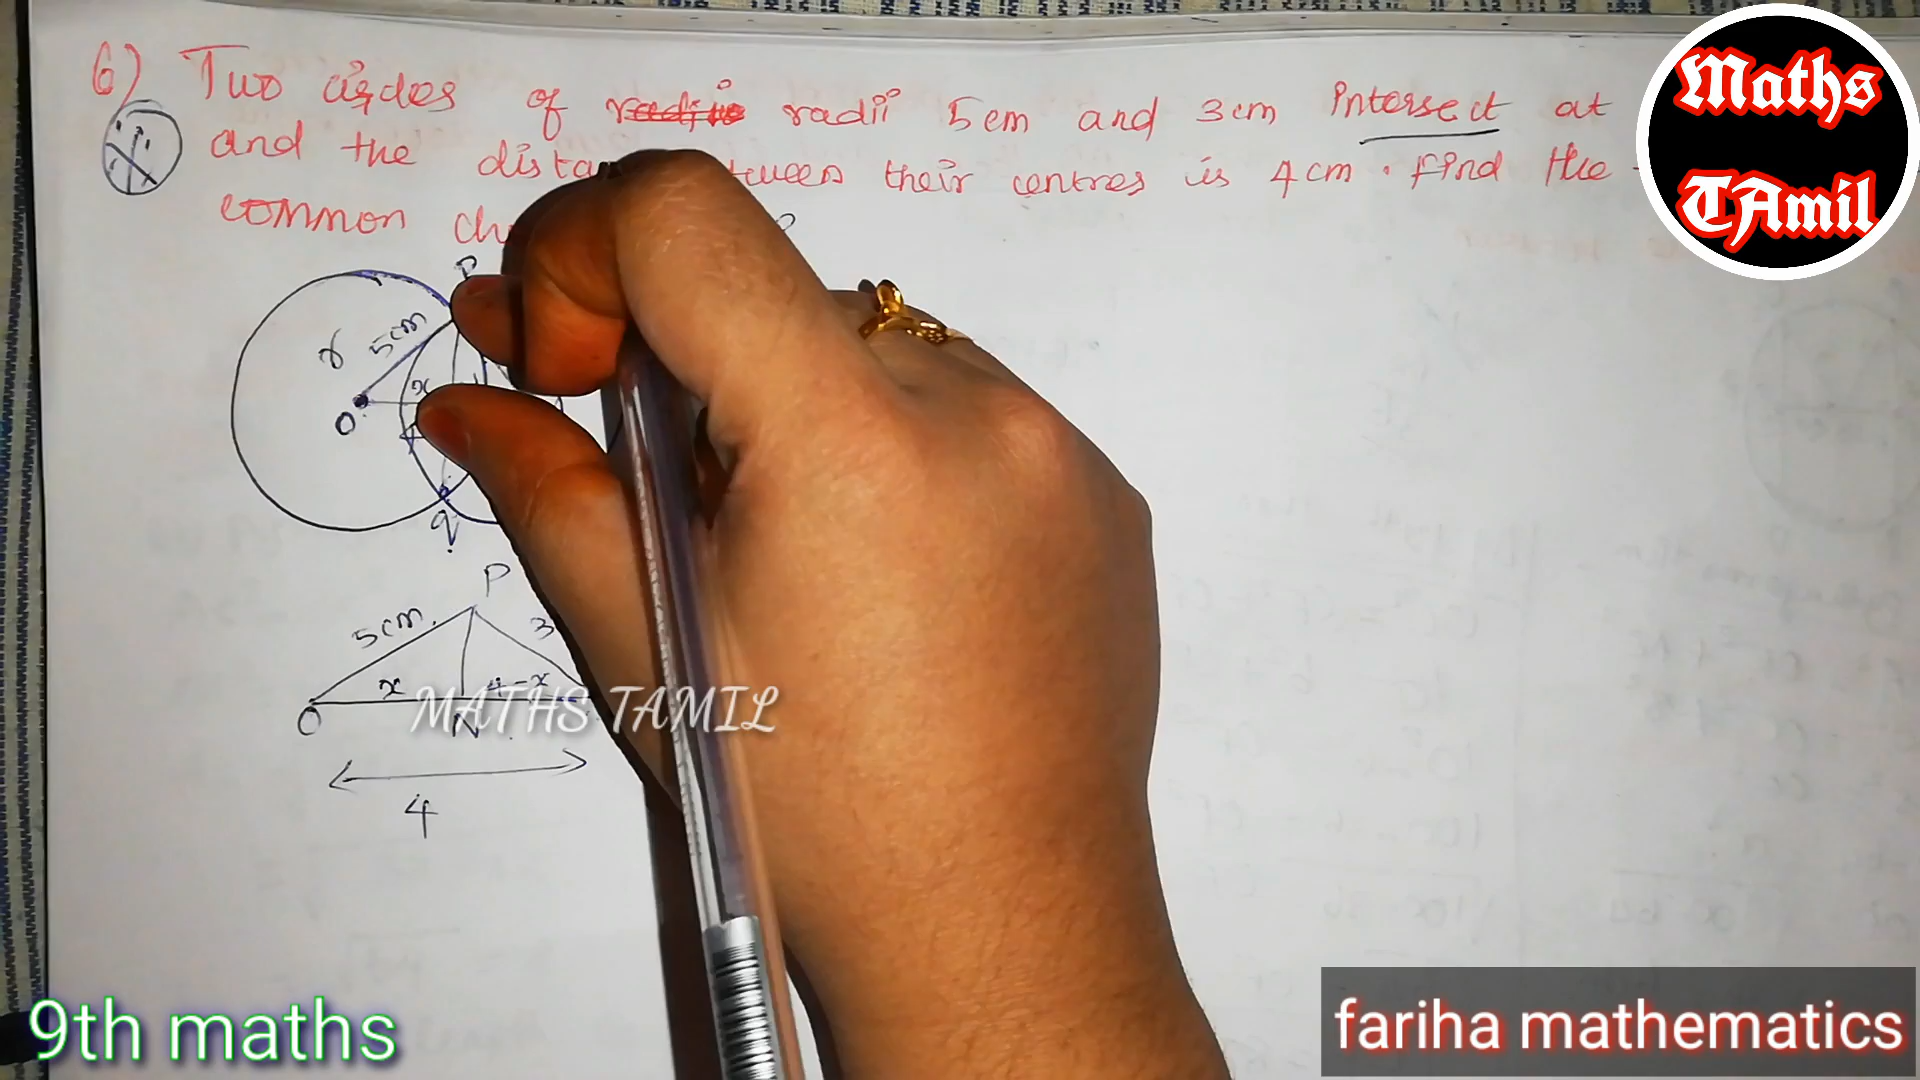 6) Two circles of radii 5cm and 3cm intersect at
and the their centres is 4cm. Find the
common
P
r 5cm
x
O
q
P
5cm. 3
x 4-x
O N
4
Maths
TAmil
MATHS TAMIL
9th maths
fariha mathematics